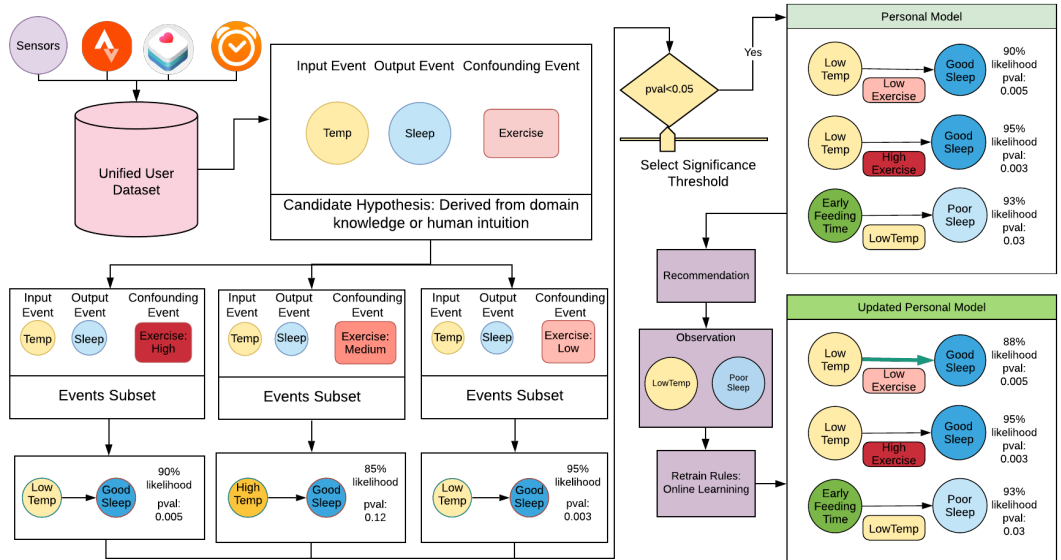 Sensors
Unified User
Dataset
Input Event
Output Event
Confounding Event
Temp
Sleep
Exercise
Candidate Hypothesis: Derived from domain
knowledge or human intuition
Input
Event
Output
Event
Confounding
Event
Temp
Sleep
Exercise:
High
Events Subset
Input
Event
Output
Event
Confounding
Event
Temp
Sleep
Exercise:
Medium
Events Subset
Input
Event
Output
Event
Confounding
Event
Temp
Sleep
Exercise:
Low
Events Subset
Low
Temp
Good
Sleep
90%
likelihood
pval:
0.005
High
Temp
Good
Sleep
85%
likelihood
pval:
0.12
Low
Temp
Good
Sleep
95%
likelihood
pval:
0.003
pval<0.05
Yes
Select Significance
Threshold
Personal Model
Low
Temp
Low
Exercise
Good
Sleep
90%
likelihood
pval:
0.005
Low
Temp
High
Exercise
Good
Sleep
95%
likelihood
pval:
0.003
Early
Feeding
Time
LowTemp
Poor
Sleep
93%
likelihood
pval:
0.03
Recommendation
Observation
LowTemp
Poor
Sleep
Retrain Rules:
Online Learnining
Updated Personal Model
Low
Temp
Low
Exercise
Good
Sleep
88%
likelihood
pval:
0.005
Low
Temp
High
Exercise
Good
Sleep
95%
likelihood
pval:
0.003
Early
Feeding
Time
LowTemp
Poor
Sleep
93%
likelihood
pval:
0.03